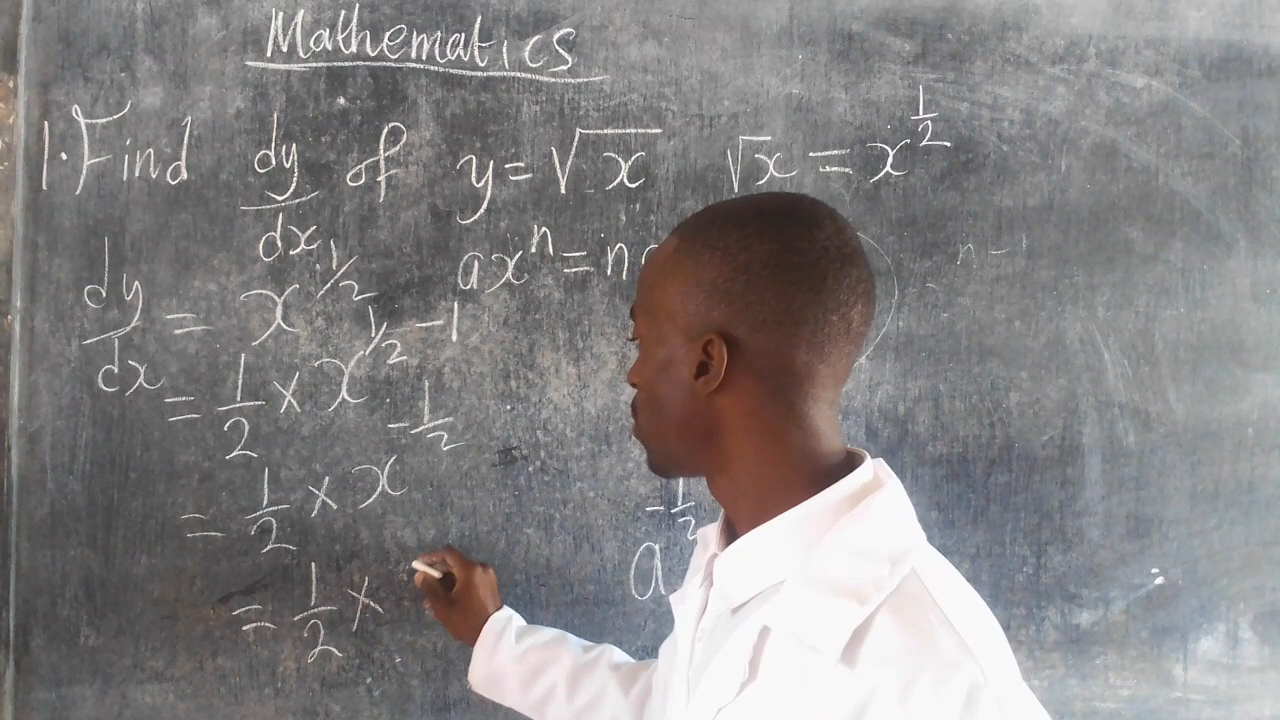 Mathematics
1. Find dy/dx of y = √x √x = x^1/2
ax^n = n n-1
dy/dx = x^1/2
= 1/2 × x^1/2 -1
= 1/2 × x^-1/2
= 1/2 ×
a^-1/2